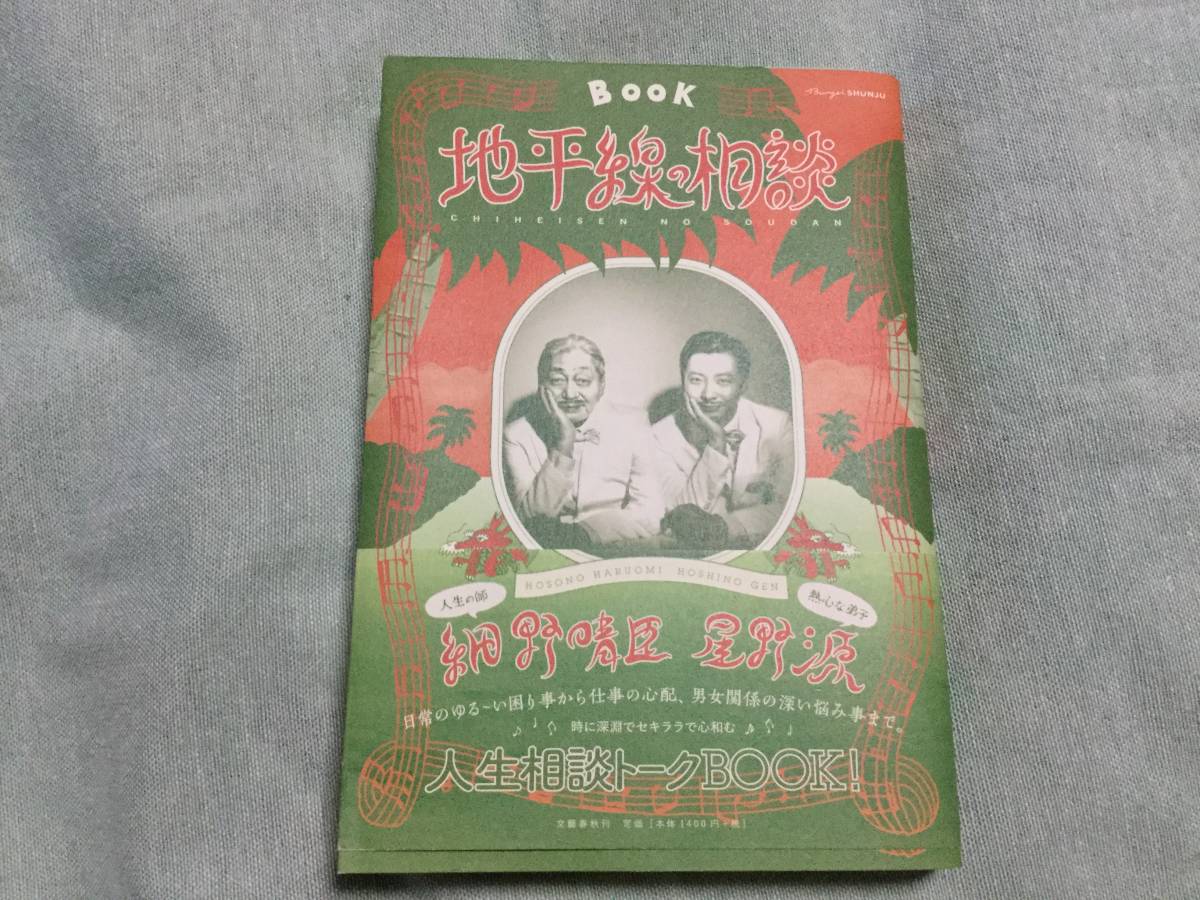 BOOK
Bungei SHUNJU
地平線の相談
CHIHEISEN NO SOUDAN
HOSONO HARUOMI HOSHINO GEN
人生の師
熱心な弟子
細野晴臣 星野源
日常のゆる~い困り事から仕事の心配、男女関係の深い悩み事まで。
時に深淵でセキララで心和む
人生相談トークBOOK!
文藝春秋刊 定価[本体1400円+税]